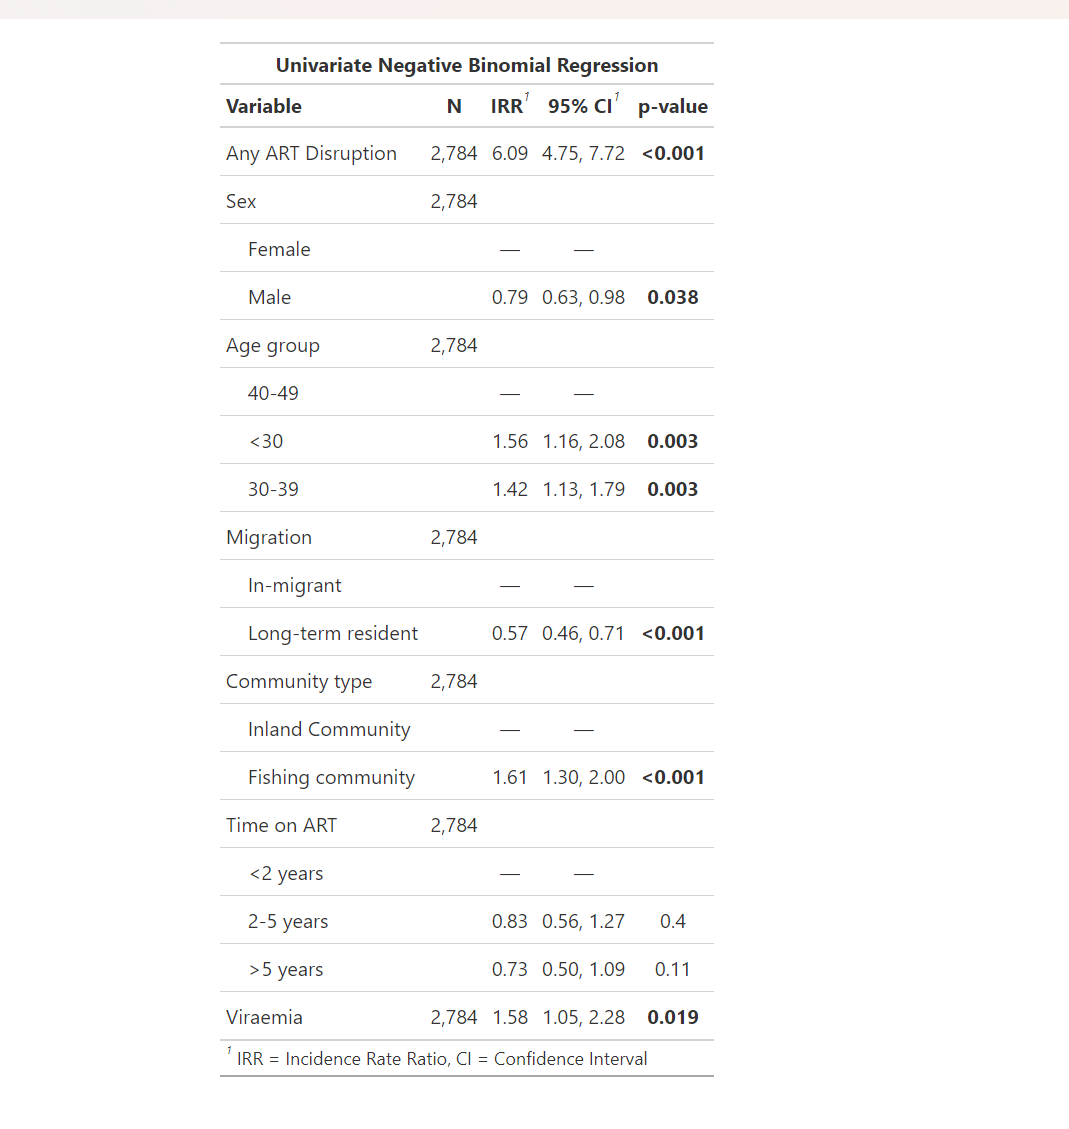 Univariate Negative Binomial Regression
Variable N IRR1 95% CI1 p-value
Any ART Disruption 2,784 6.09 4.75, 7.72 <0.001
Sex 2,784
Female — —
Male 0.79 0.63, 0.98 0.038
Age group 2,784
40-49 — —
<30 1.56 1.16, 2.08 0.003
30-39 1.42 1.13, 1.79 0.003
Migration 2,784
In-migrant — —
Long-term resident 0.57 0.46, 0.71 <0.001
Community type 2,784
Inland Community — —
Fishing community 1.61 1.30, 2.00 <0.001
Time on ART 2,784
<2 years — —
2-5 years 0.83 0.56, 1.27 0.4
>5 years 0.73 0.50, 1.09 0.11
Viraemia 2,784 1.58 1.05, 2.28 0.019
1 IRR = Incidence Rate Ratio, CI = Confidence Interval